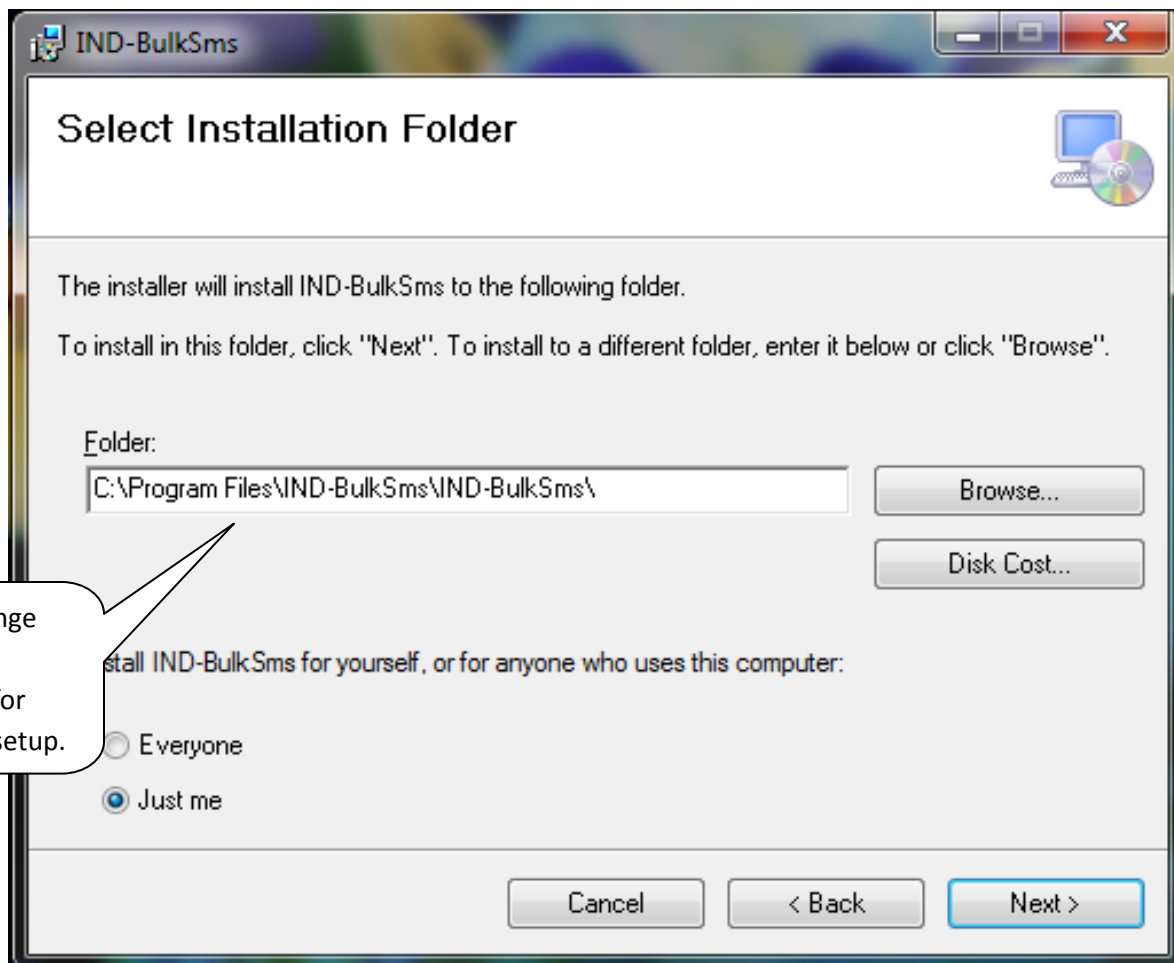 IND-BulkSms
Select Installation Folder
The installer will install IND-BulkSms to the following folder.
To install in this folder, click "Next". To install to a different folder, enter it below or click "Browse".
Folder:
C:\Program Files\IND-BulkSms\IND-BulkSms\
Browse...
Disk Cost...
stall IND-BulkSms for yourself, or for anyone who uses this computer:
setup.
Everyone
Just me
Cancel
< Back
Next >